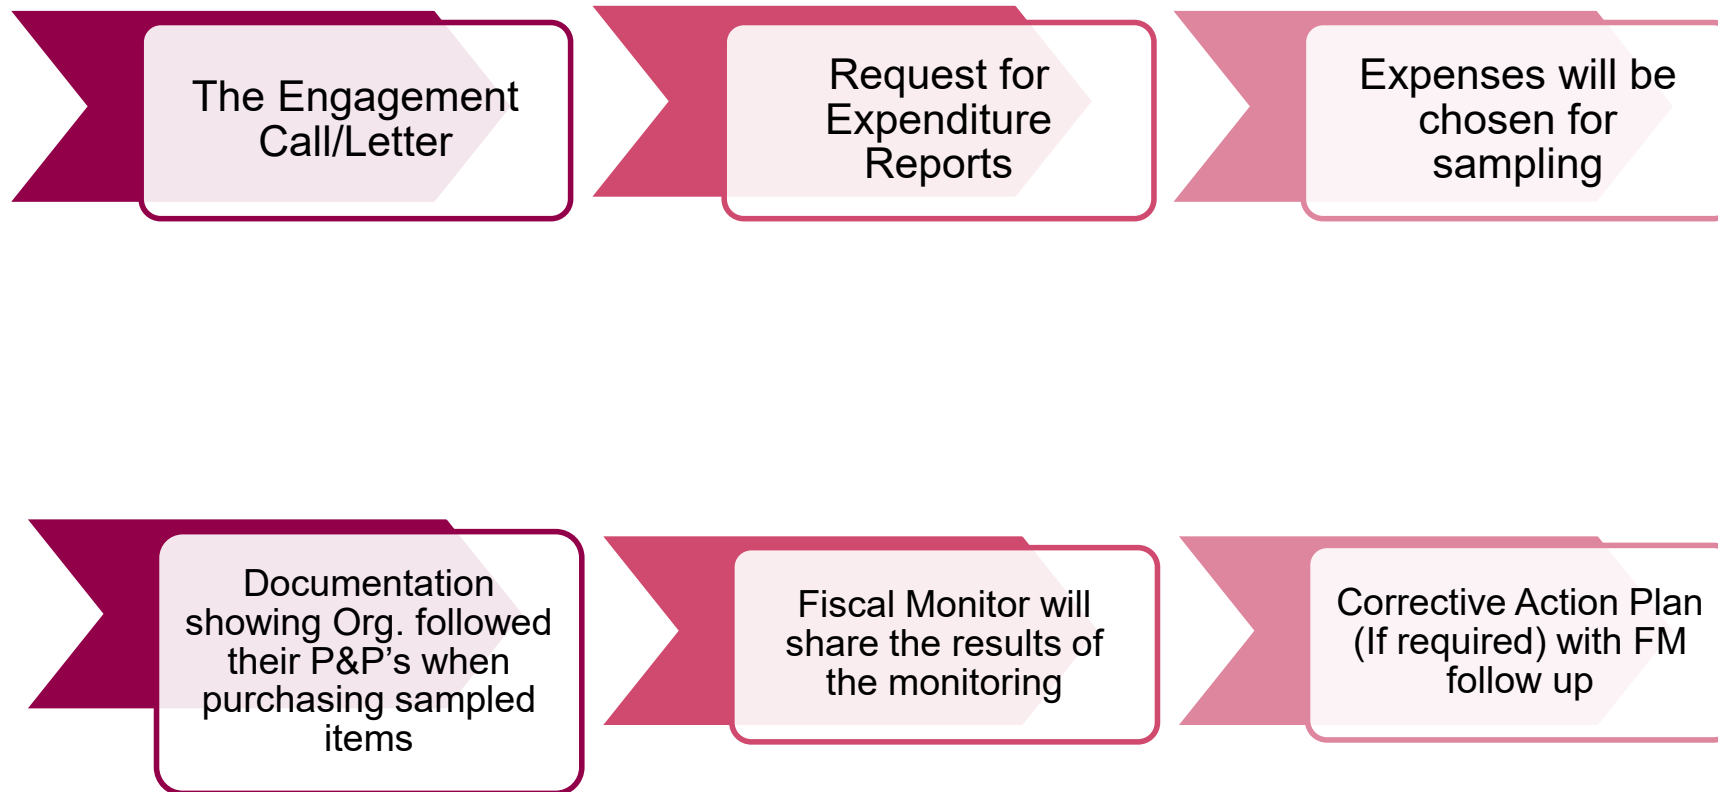 The Engagement
Call/Letter
Request for
Expenditure
Reports
Expenses will be
chosen for
sampling
Documentation
showing Org. followed
their P&P’s when
purchasing sampled
items
Fiscal Monitor will
share the results of
the monitoring
Corrective Action Plan
(If required) with FM
follow up